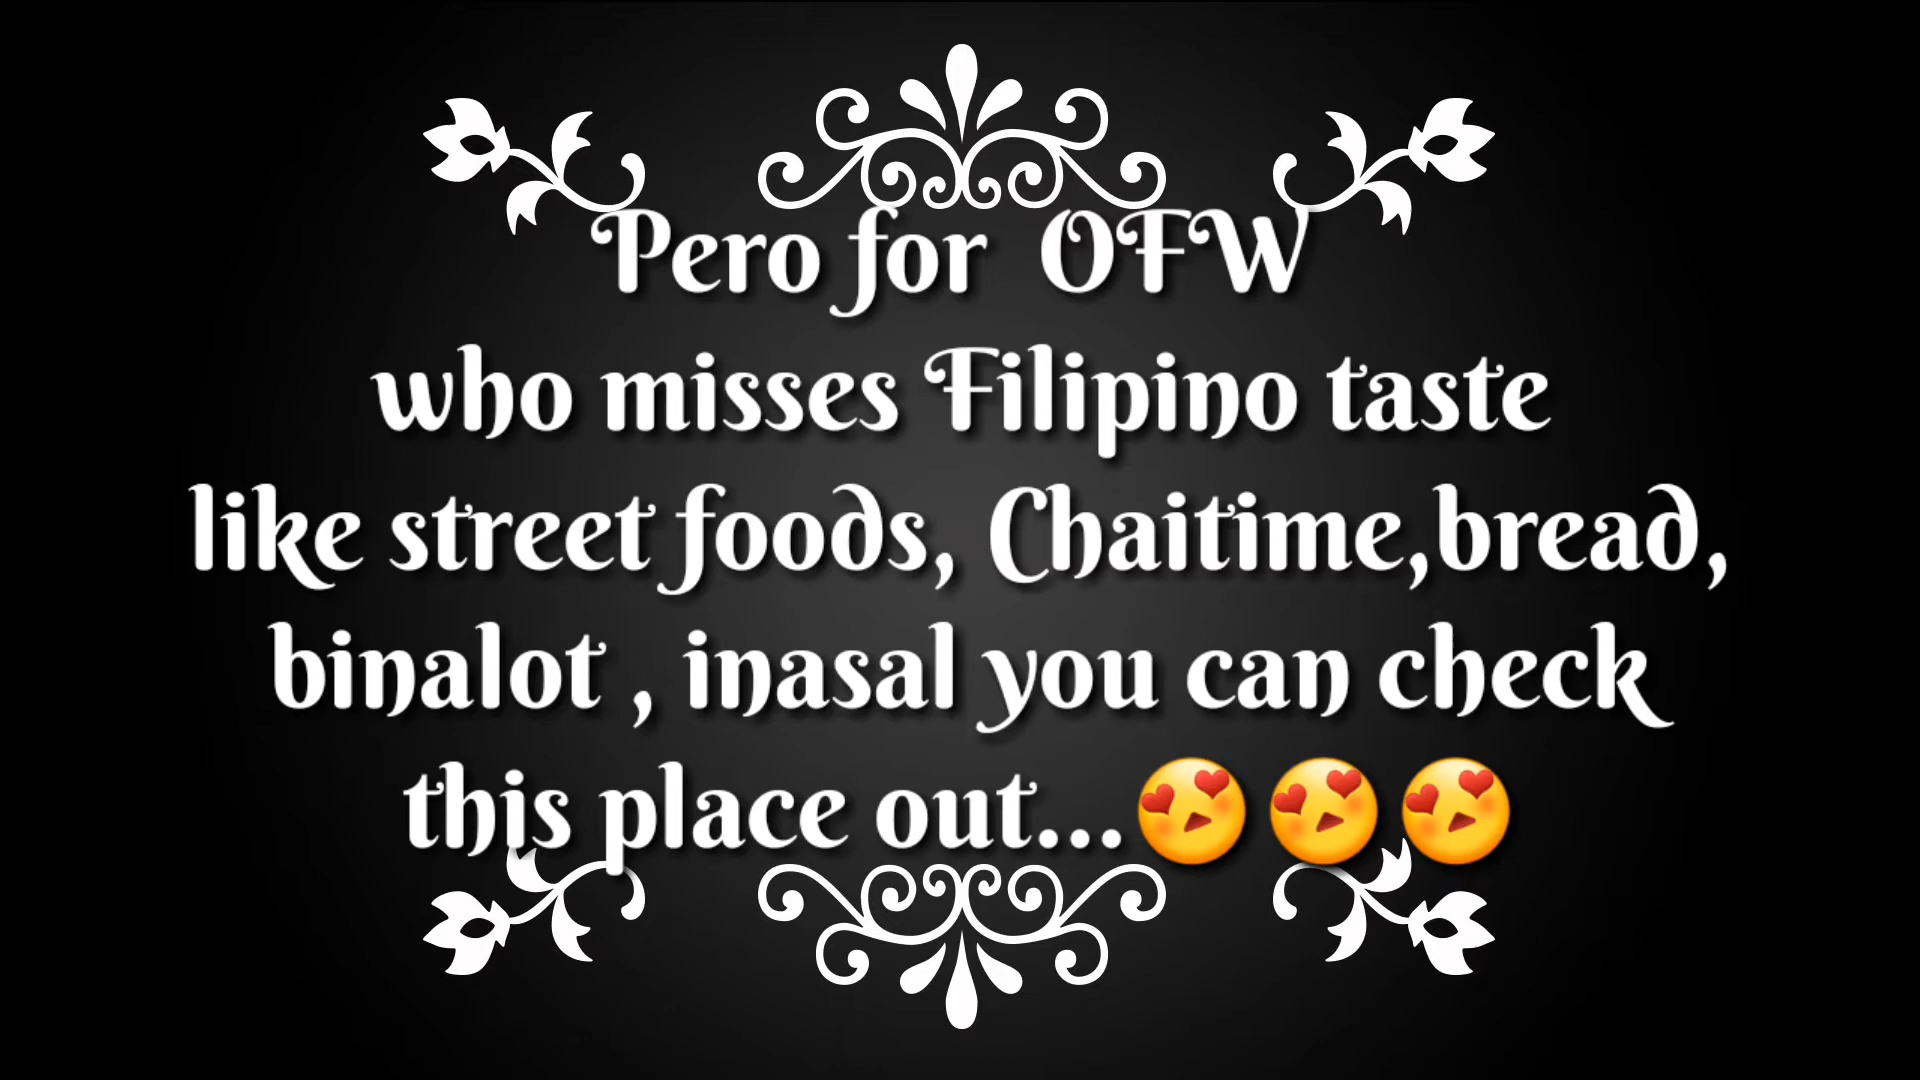 Pero for OFW
who misses Filipino taste
like street foods, Chaitime,bread,
binalot , inasal you can check
this place out...😍😍😍